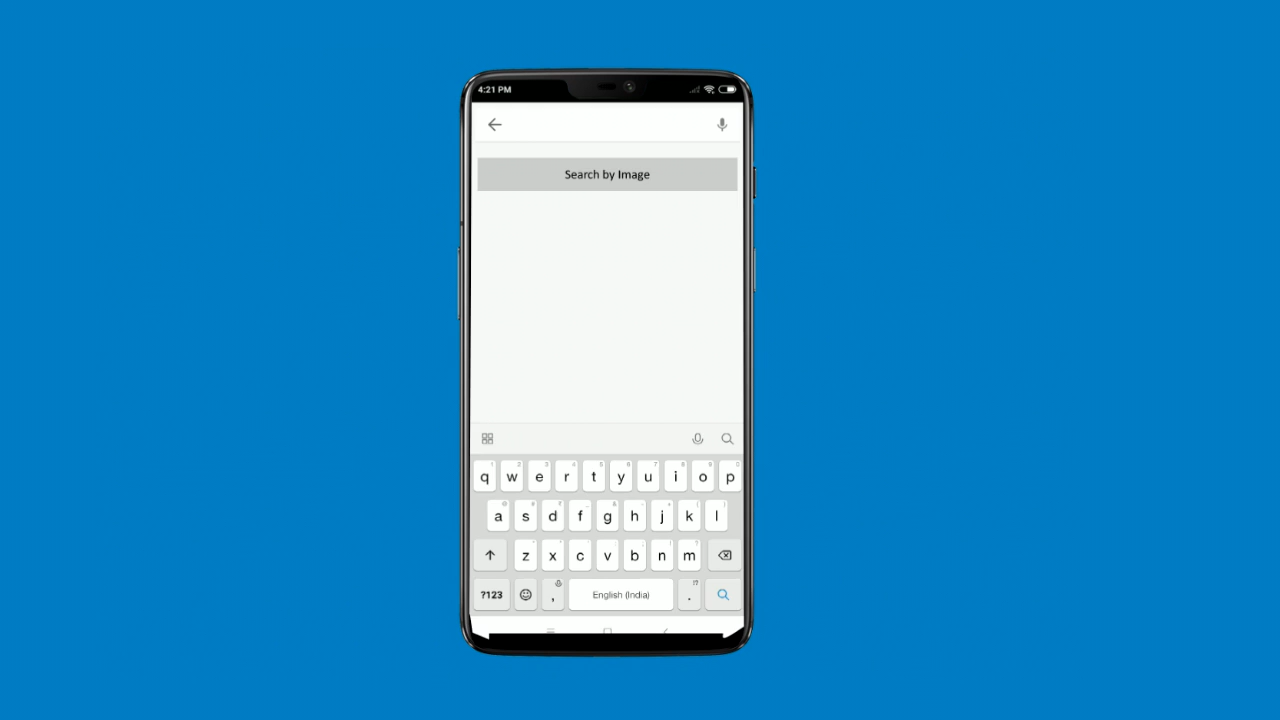 4:21 PM
Search by Image
q w e r t y u i o p
a s d f g h j k l
z x c v b n m
?123 , English (India) .